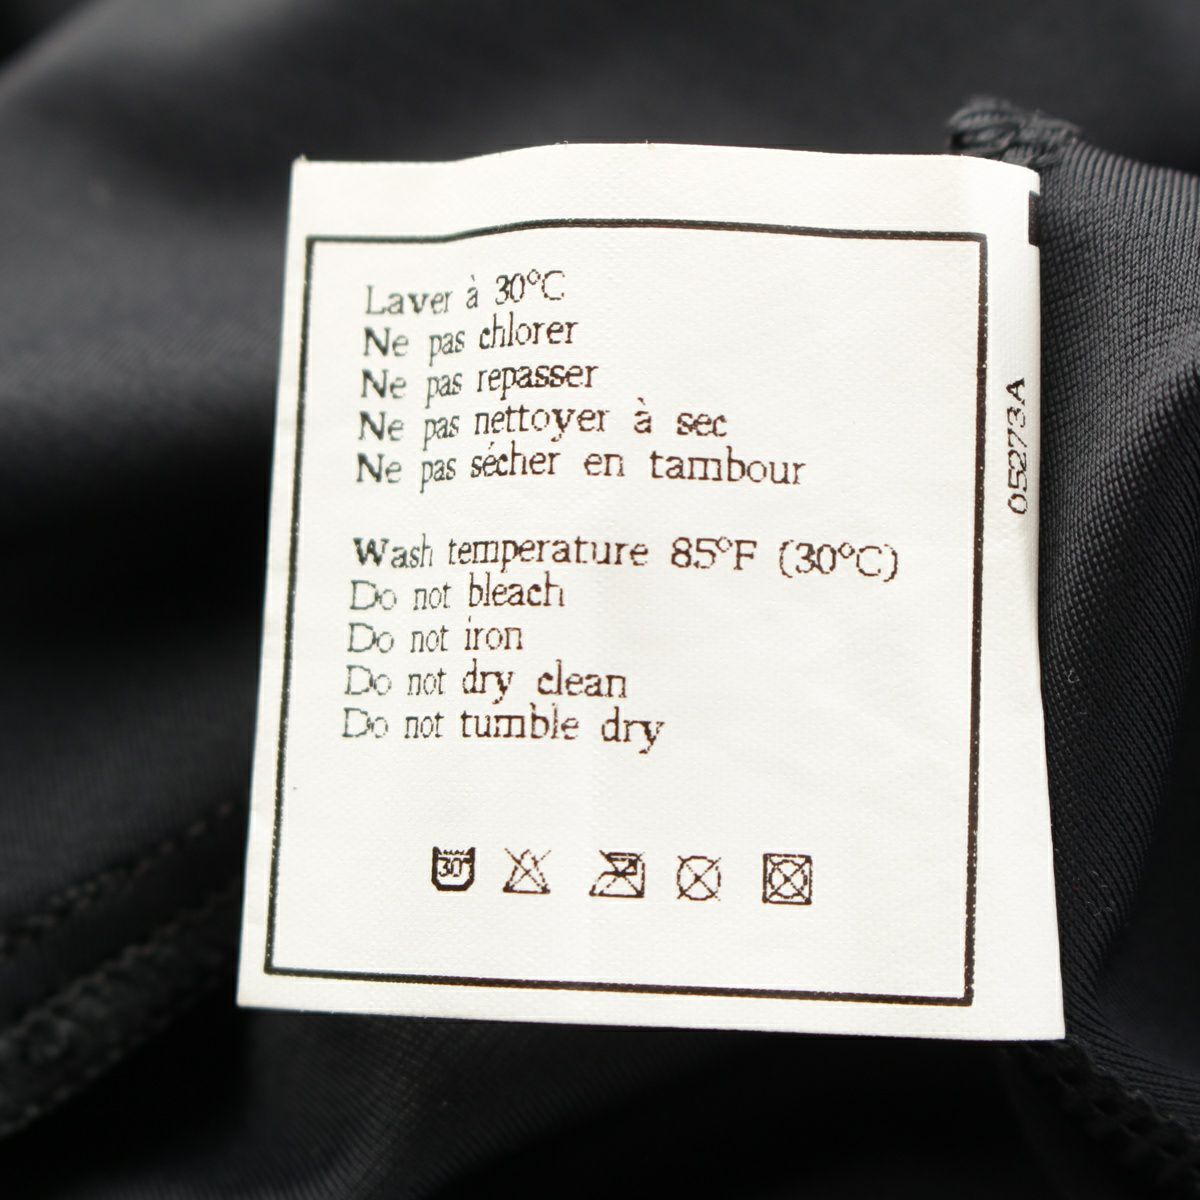 Laver à 30°C
Ne pas chlorer
Ne pas repasser
Ne pas nettoyer à sec
Ne pas sécher en tambour
Wash temperature 85°F (30°C)
Do not bleach
Do not iron
Do not dry clean
Do not tumble dry
30°
05273A